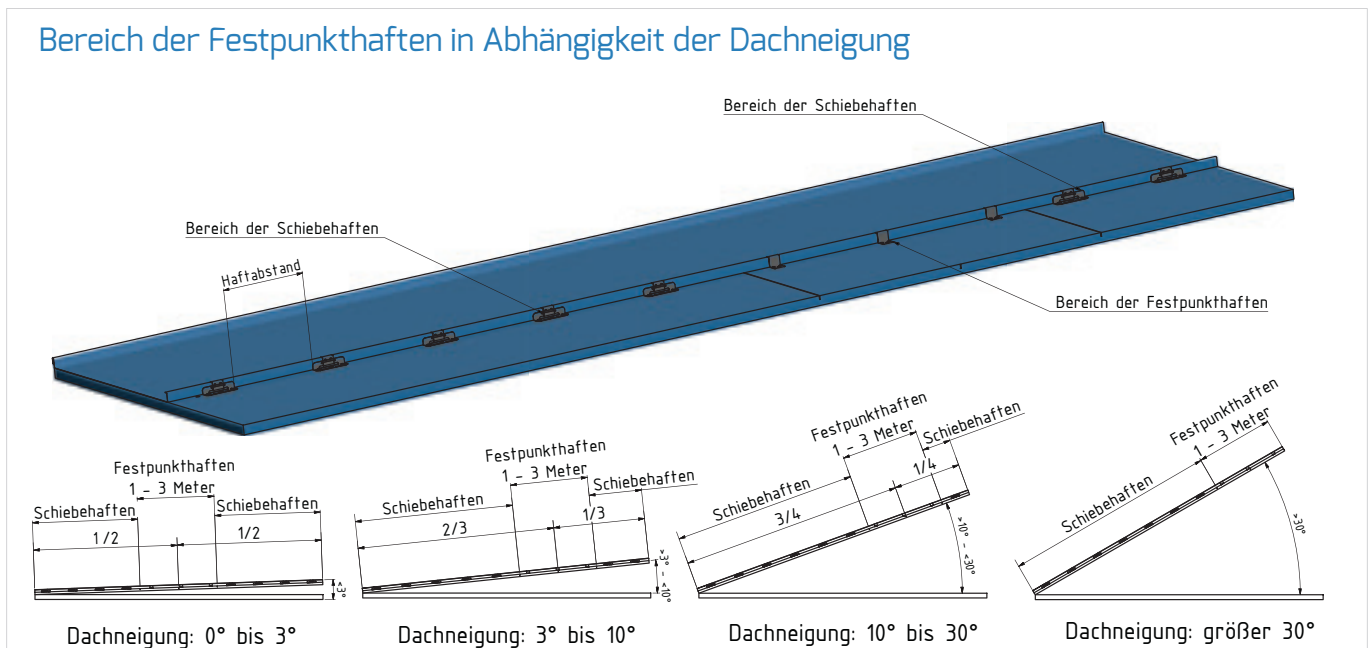 Bereich der Festpunkthaften in Abhängigkeit der Dachneigung
Bereich der Schiebehaften
Bereich der Schiebehaften
Haftabstand
Bereich der Festpunkthaften
Festpunkthaften
1 - 3 Meter
Schiebehaften
Schiebehaften
1/2
1/2
<3°
Dachneigung: 0° bis 3°
Festpunkthaften
1 - 3 Meter
Schiebehaften
Schiebehaften
2/3
1/3
>3° - <10°
Dachneigung: 3° bis 10°
Festpunkthaften
1 - 3 Meter
Schiebehaften
Schiebehaften
3/4
1/4
>10° - <30°
Dachneigung: 10° bis 30°
Festpunkthaften
1 - 3 Meter
Schiebehaften
>30°
Dachneigung: größer 30°